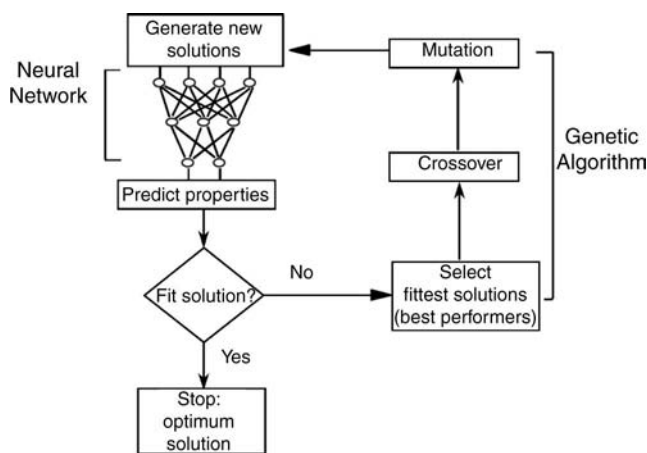 Generate new
solutions
Mutation
Neural
Network
Genetic
Algorithm
Crossover
Predict properties
Fit solution?
No
Select
fittest solutions
(best performers)
Yes
Stop:
optimum
solution